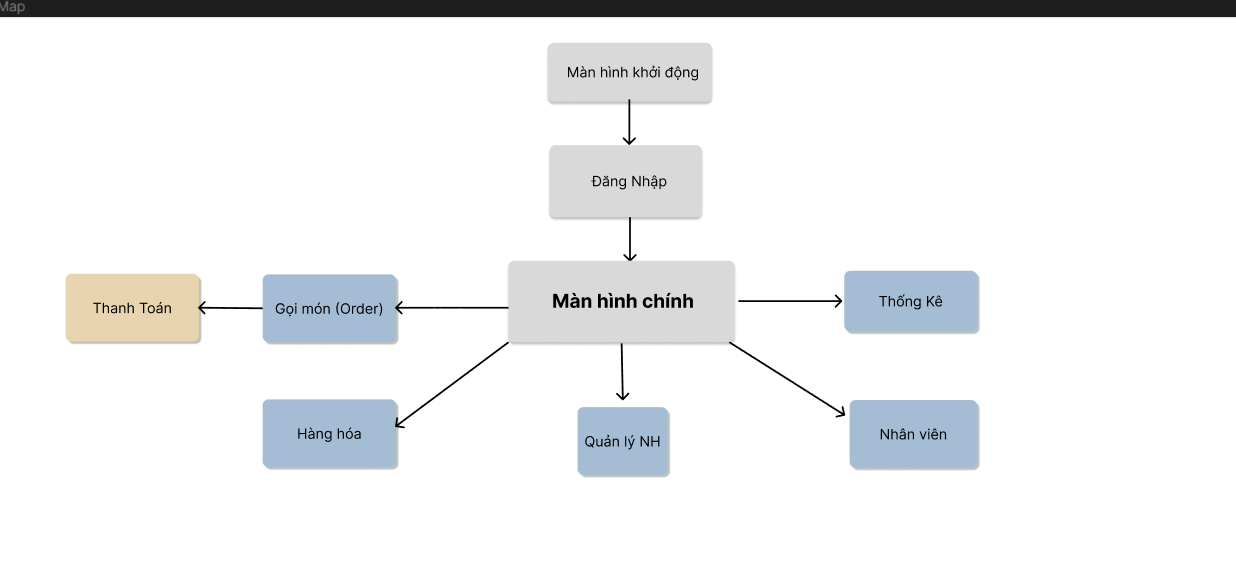 Map
Màn hình khởi động
Đăng Nhập
Màn hình chính
Thanh Toán
Gọi món (Order)
Thống Kê
Hàng hóa
Quản lý NH
Nhân viên